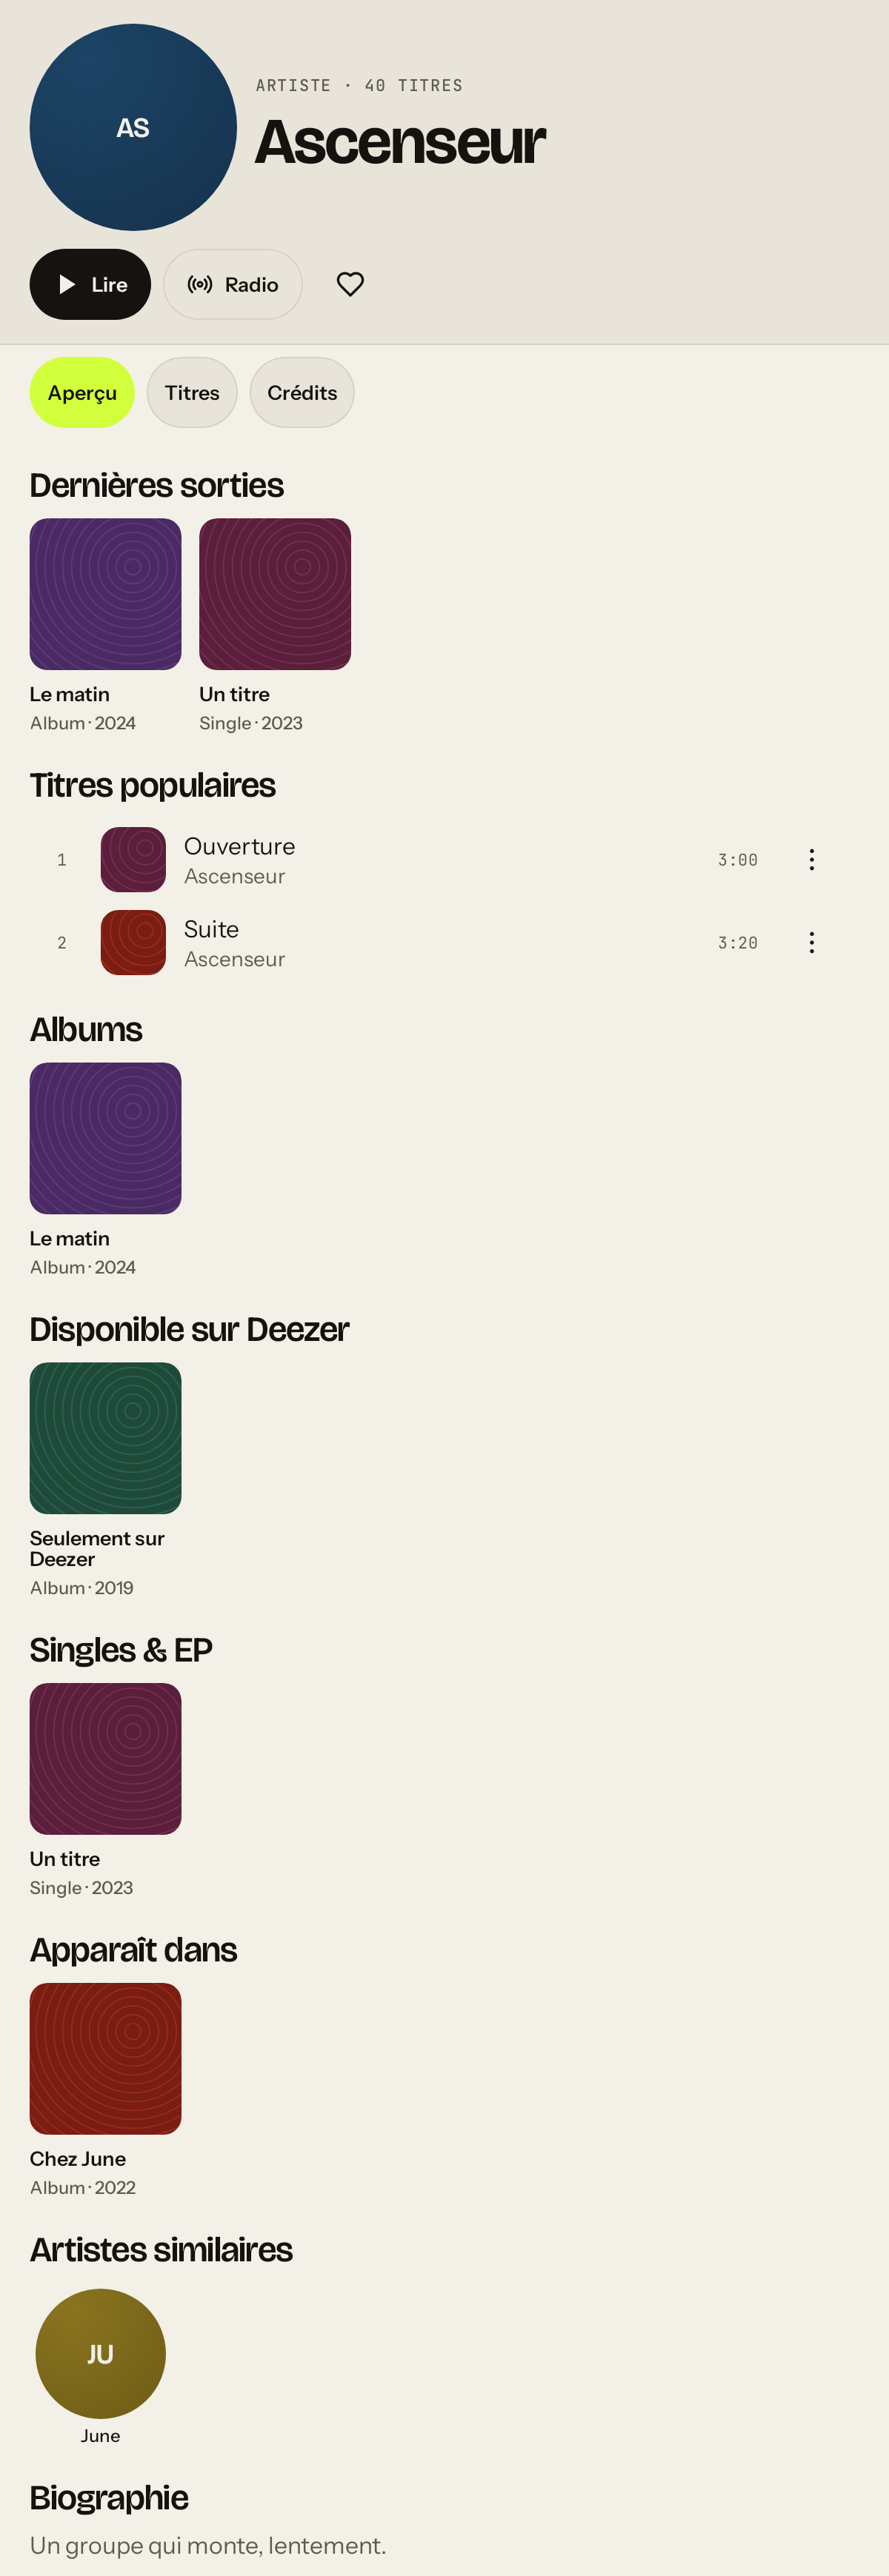 AS
ARTISTE · 40 TITRES
Ascenseur
Lire
Radio
Aperçu
Titres
Crédits
Dernières sorties
Le matin
Album · 2024
Un titre
Single · 2023
Titres populaires
1
Ouverture
Ascenseur
3:00
2
Suite
Ascenseur
3:20
Albums
Le matin
Album · 2024
Disponible sur Deezer
Seulement sur
Deezer
Album · 2019
Singles & EP
Un titre
Single · 2023
Apparaît dans
Chez June
Album · 2022
Artistes similaires
JU
June
Biographie
Un groupe qui monte, lentement.